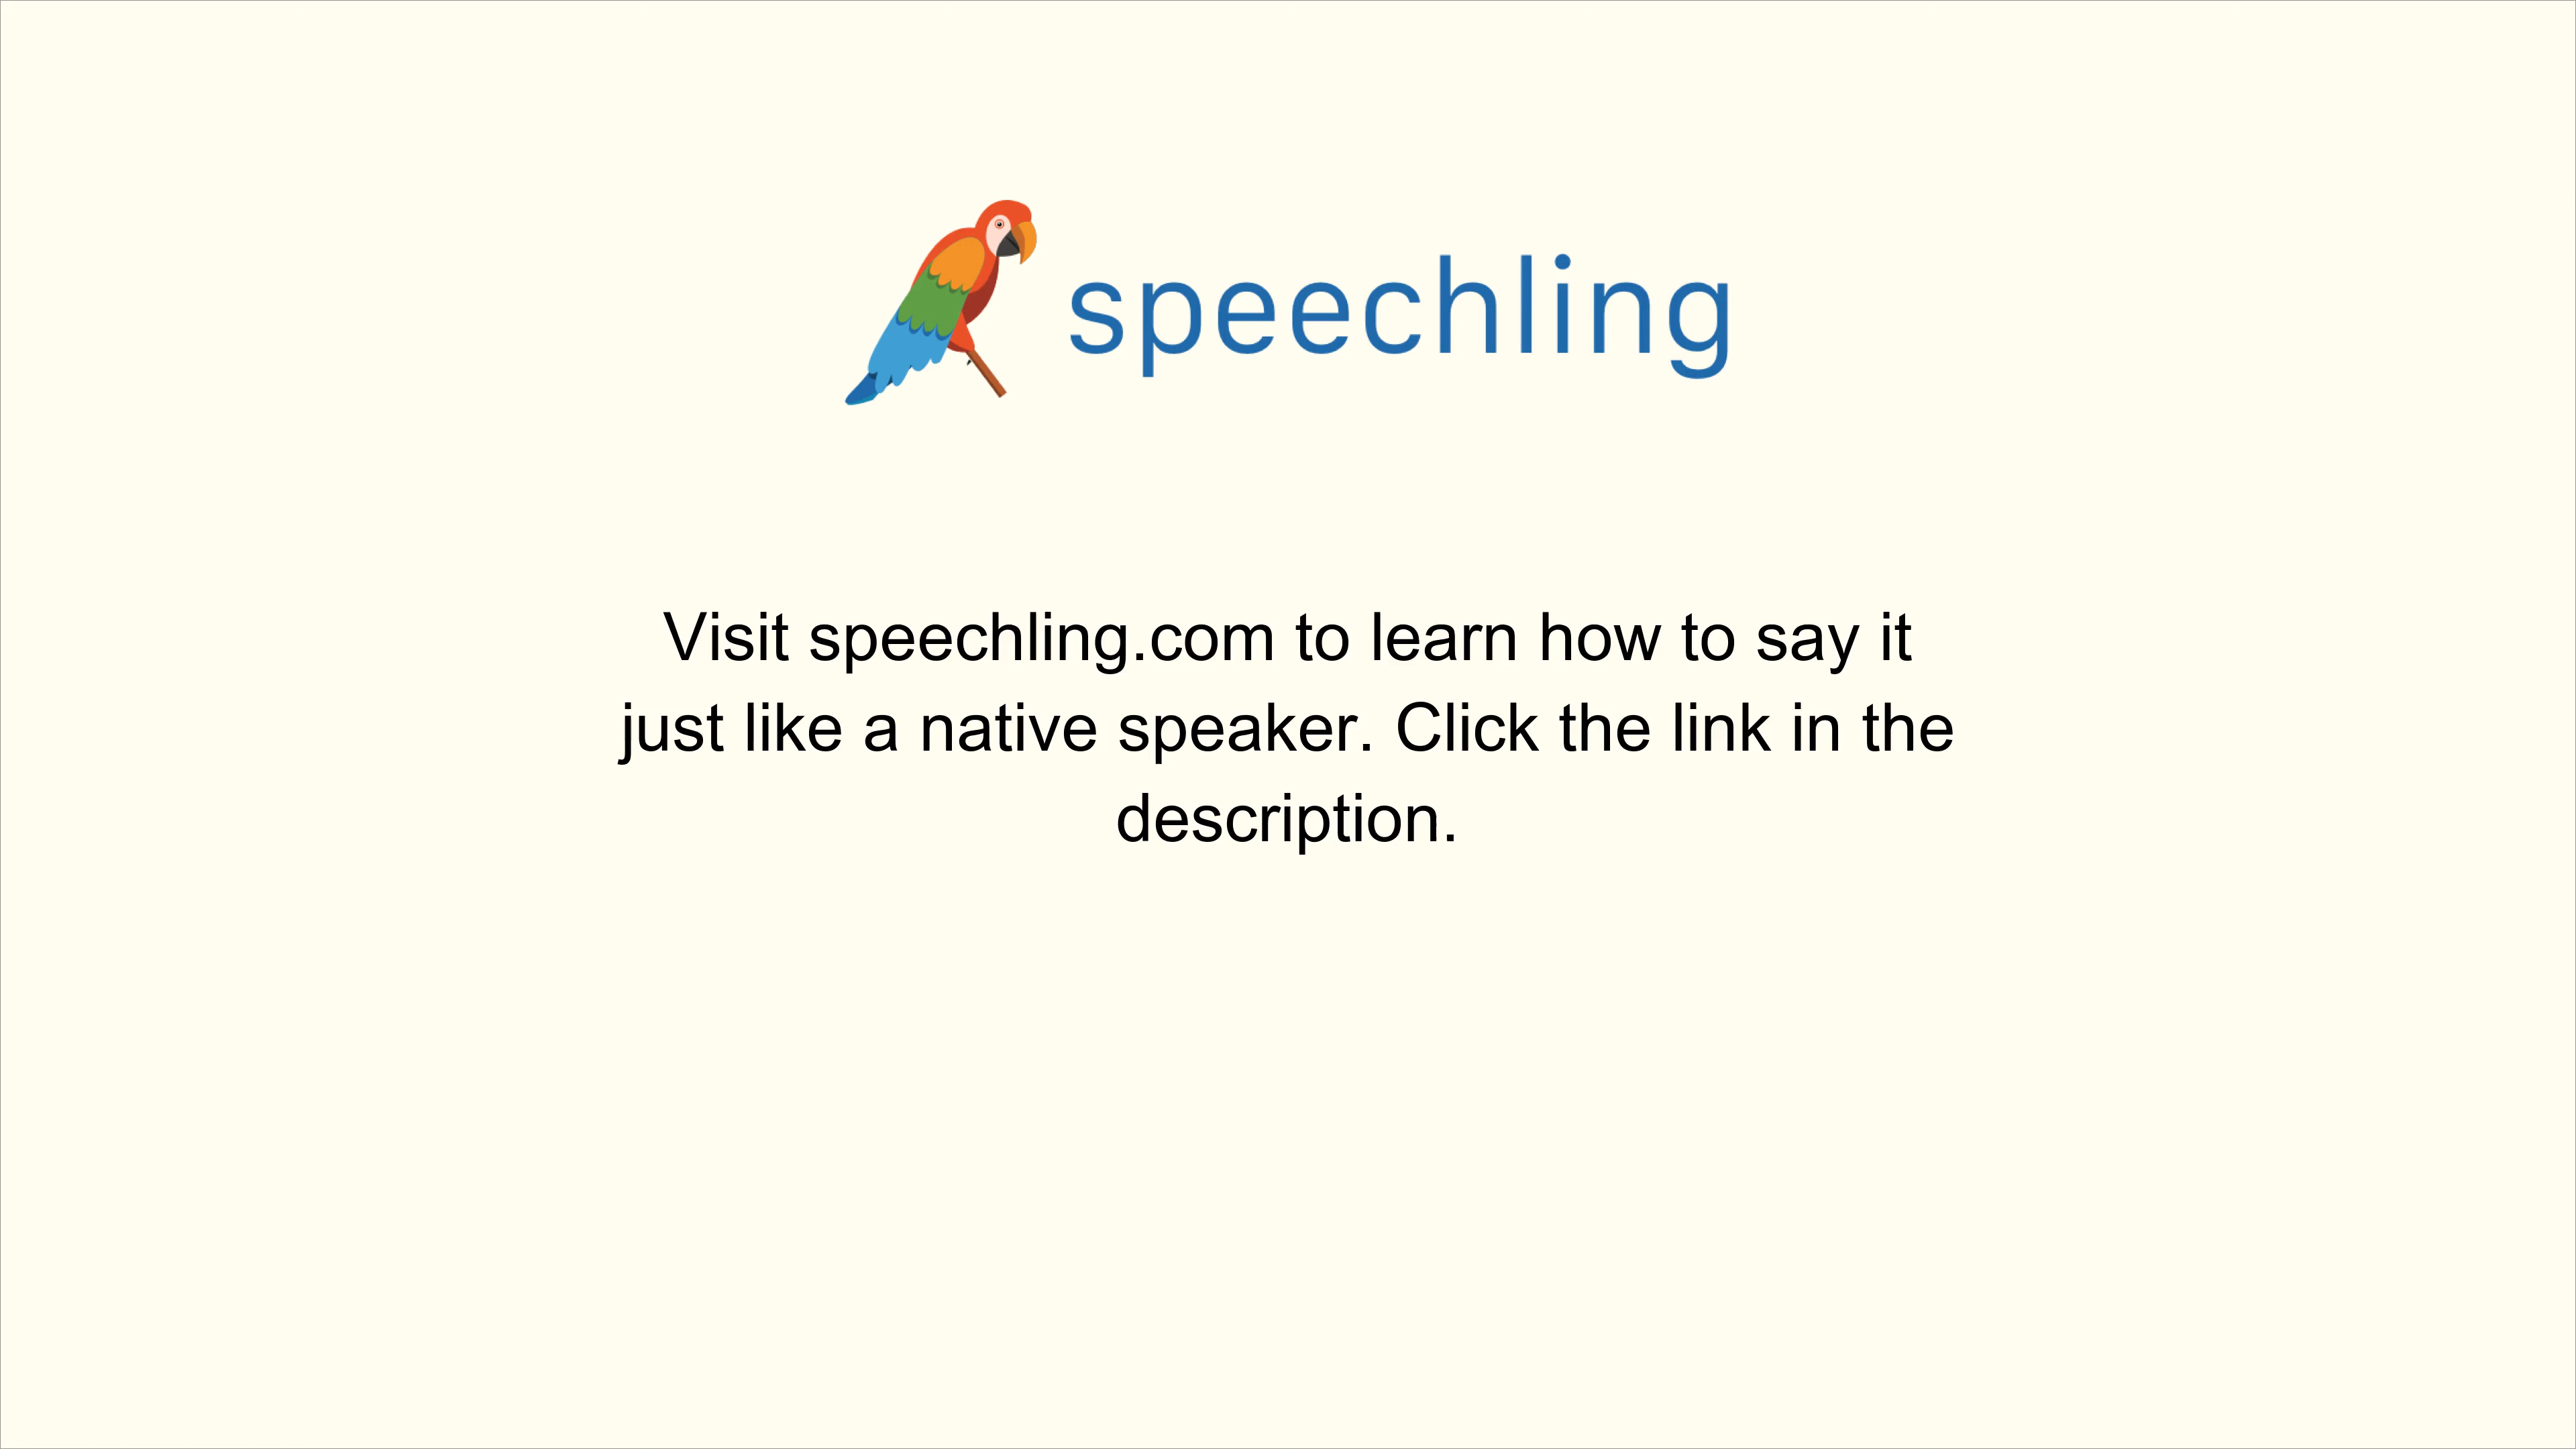 speechling
Visit speechling.com to learn how to say it
just like a native speaker. Click the link in the
description.